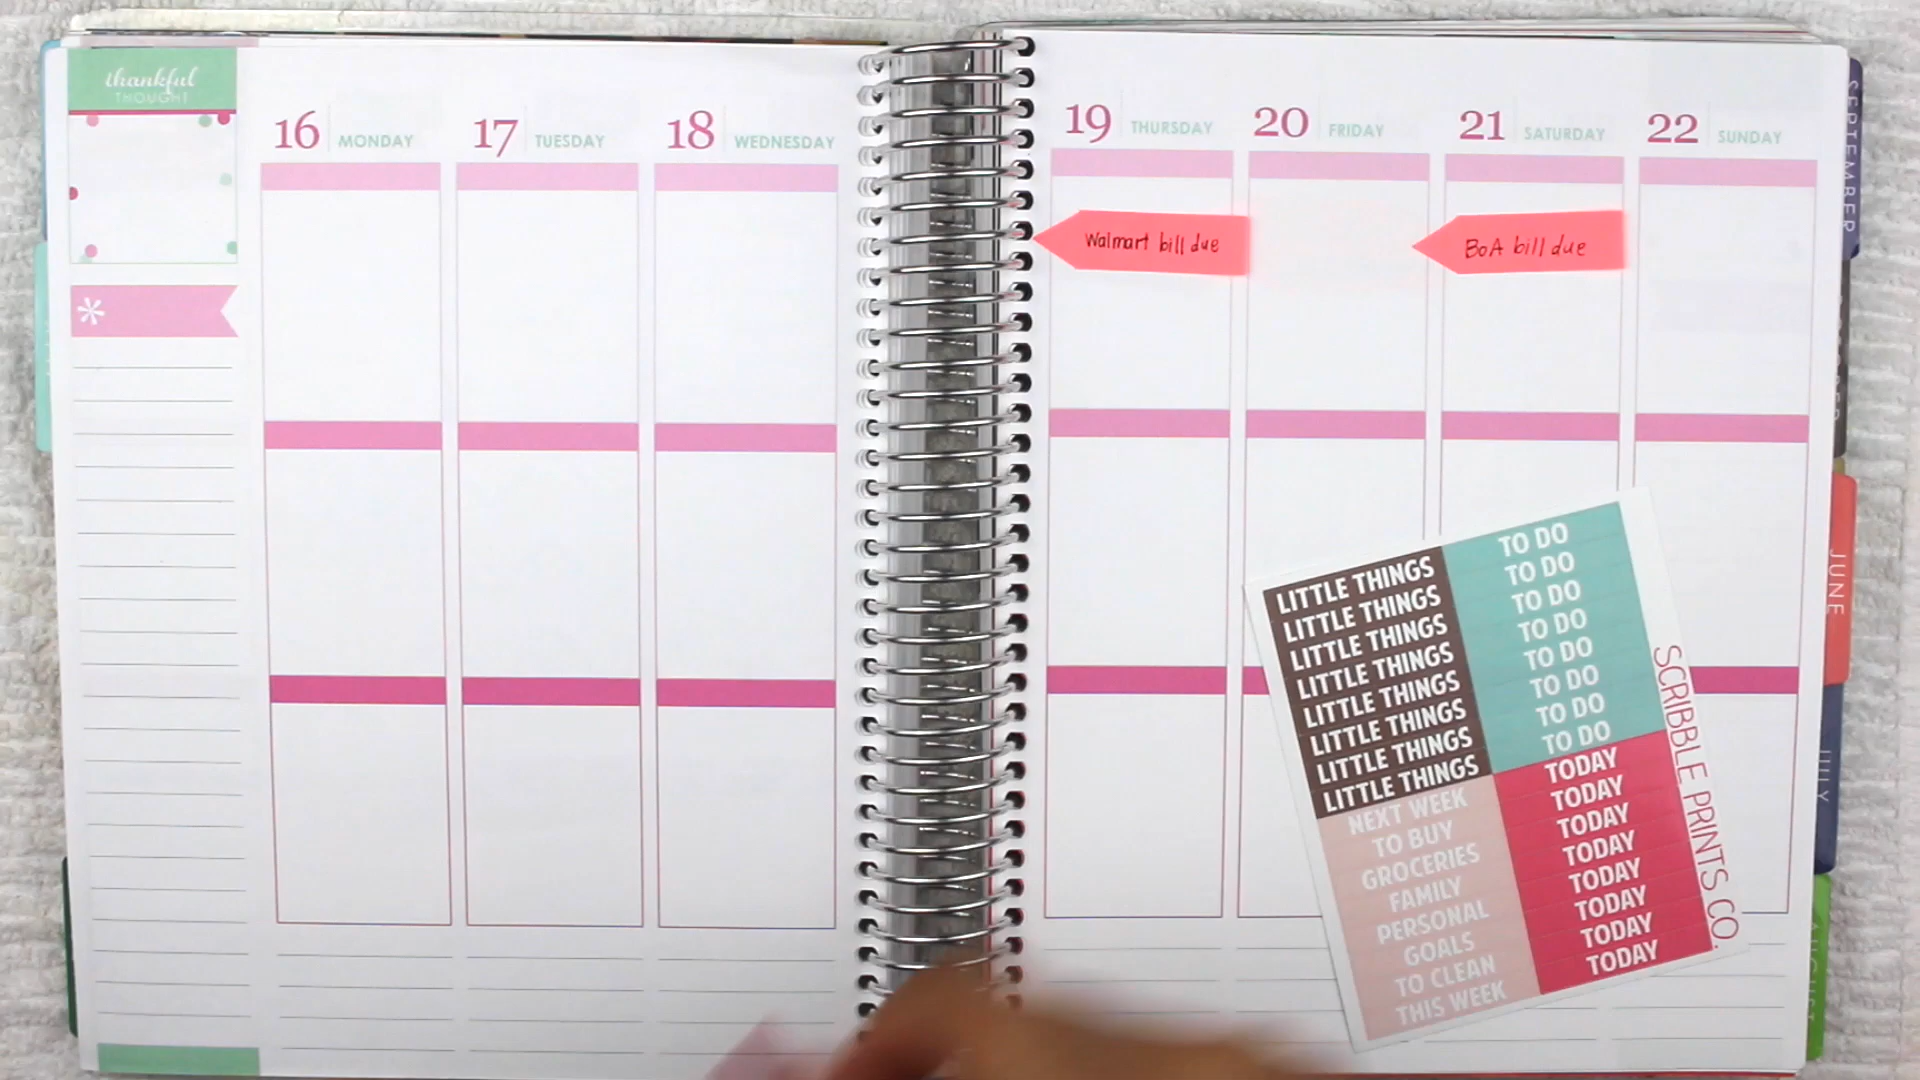 thankful
THOUGHT
16 MONDAY
17 TUESDAY
18 WEDNESDAY
19 THURSDAY
20 FRIDAY
21 SATURDAY
22 SUNDAY
Walmart bill due
BoA bill due
LITTLE THINGS
LITTLE THINGS
LITTLE THINGS
LITTLE THINGS
LITTLE THINGS
LITTLE THINGS
LITTLE THINGS
LITTLE THINGS
TO DO
TO DO
TO DO
TO DO
TO DO
TO DO
TO DO
TO DO
NEXT WEEK
TO BUY
GROCERIES
FAMILY
PERSONAL
GOALS
TO CLEAN
THIS WEEK
TODAY
TODAY
TODAY
TODAY
TODAY
TODAY
TODAY
TODAY
SCRIBBLE PRINTS CO.
SEPTEMBER
JUNE
JULY
AUGUST